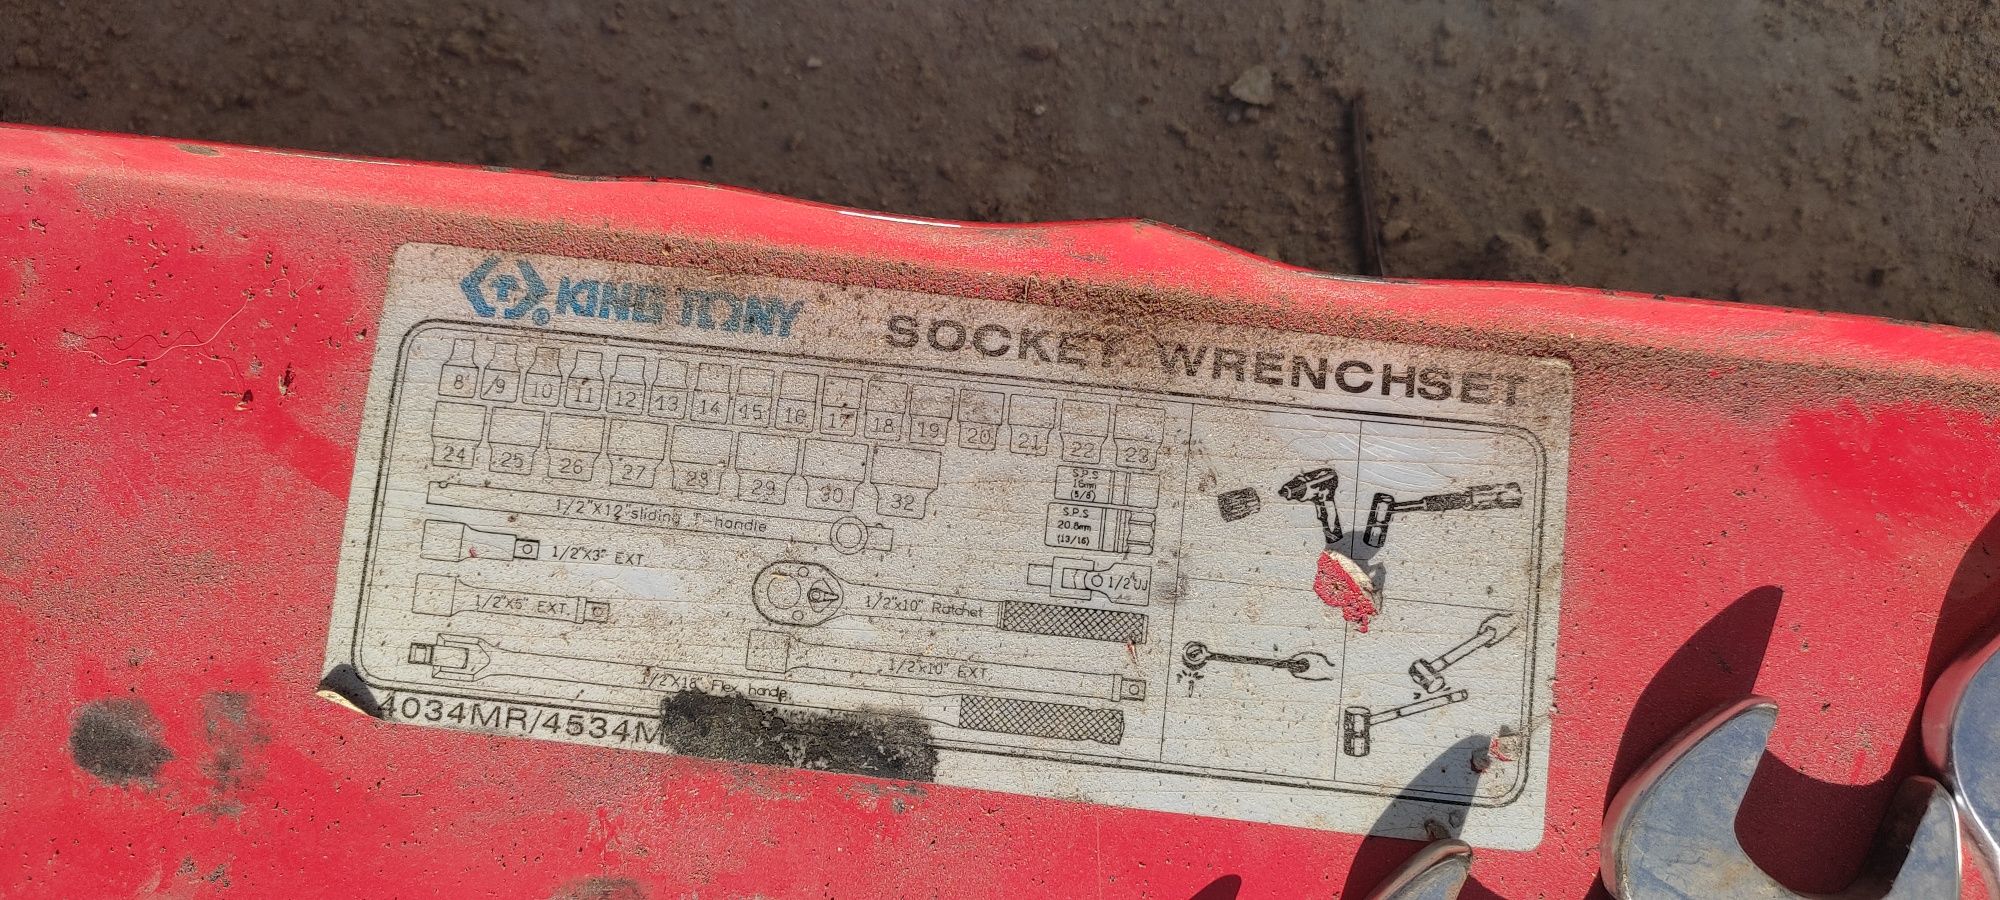 KING TONY
SOCKET WRENCHSET
8 9 10 11 12 13 14 15 16 17 18 19 20 21 22 23
24 25 26 27 28 29 30 32
S.P.S
16mm
(5/8)
S.P.S
20.8mm
(13/16)
1/2"X12"sliding T-handle
1/2"X3" EXT.
1/2"UJ
1/2"X5" EXT.
1/2"x10" Ratchet
1/2"x10" EXT.
1/2"X18" Flex handle
4034MR/4534M